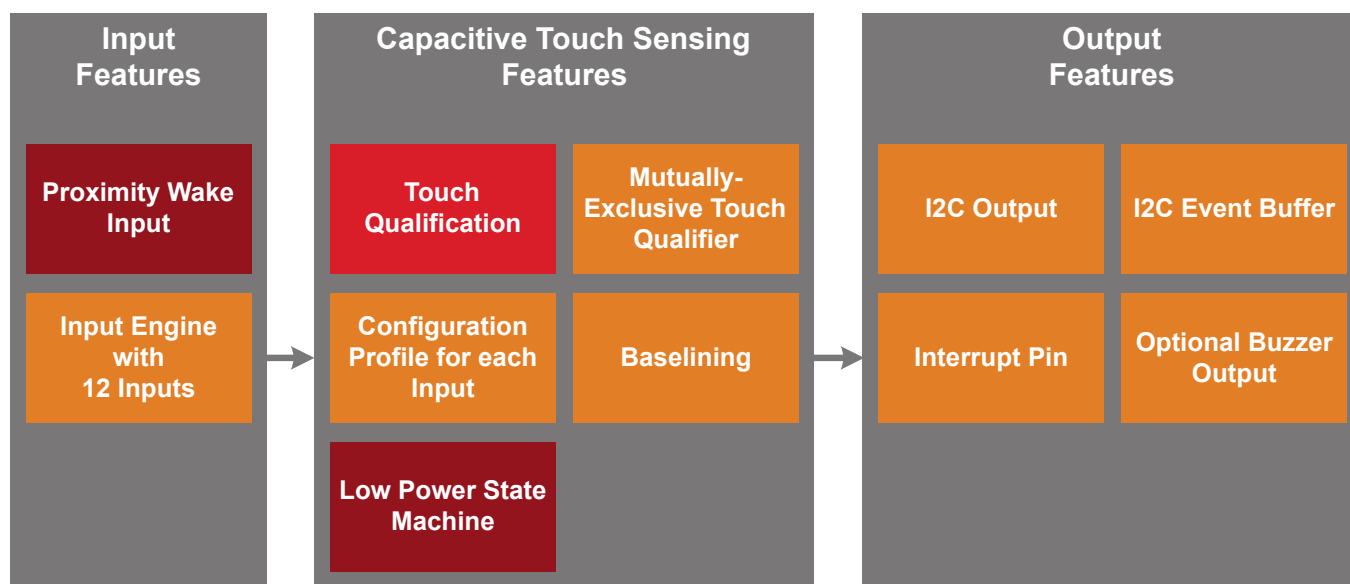 Input
Features
Proximity Wake
Input
Input Engine
with
12 Inputs
Capacitive Touch Sensing
Features
Touch
Qualification
Mutually-
Exclusive Touch
Qualifier
Configuration
Profile for each
Input
Baselining
Low Power State
Machine
Output
Features
I2C Output
I2C Event Buffer
Interrupt Pin
Optional Buzzer
Output